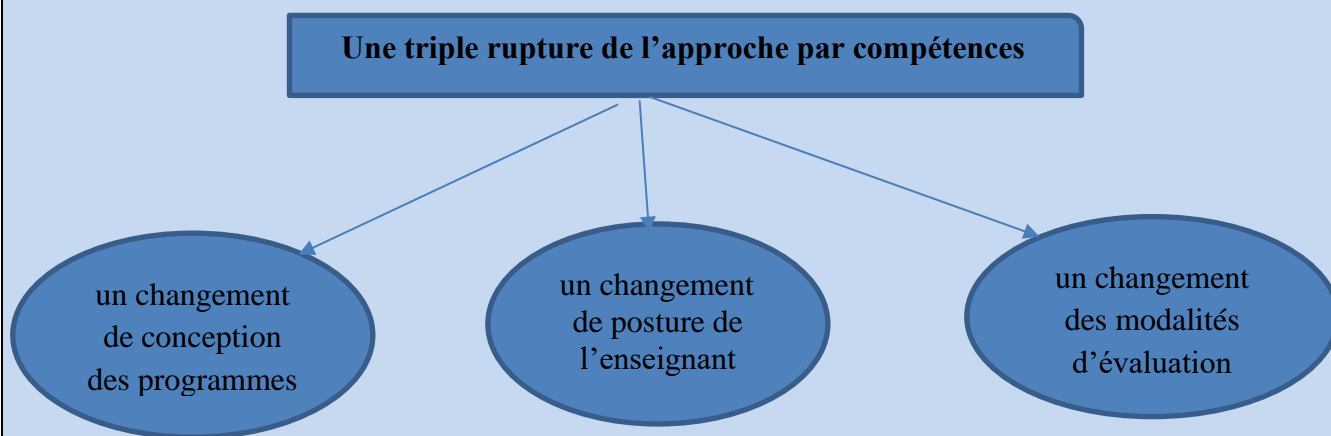 Une triple rupture de l’approche par compétences
un changement
de conception
des programmes
un changement
de posture de
l’enseignant
un changement
des modalités
d’évaluation